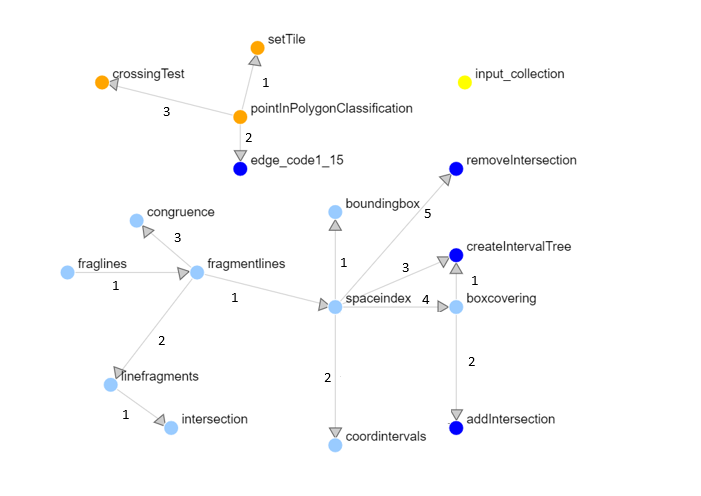 setTile
crossingTest
input_collection
1
3
pointInPolygonClassification
2
edge_code1_15
removeIntersection
boundingbox
congruence
5
3
createIntervalTree
fraglines
fragmentlines
1
3
1
1
1
spaceindex
4
boxcovering
2
2
2
linefragments
1
intersection
addIntersection
coordintervals